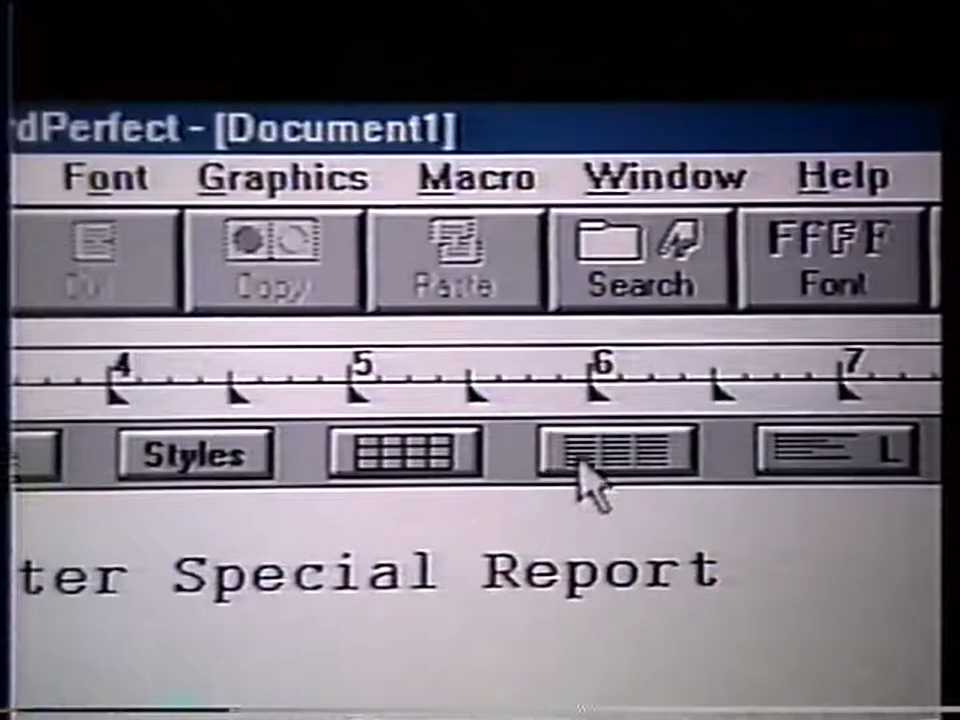 dPerfect - [Document1]
Font Graphics Macro Window Help
Copy Paste Search Font
4 5 6 7
Styles L
ter Special Report